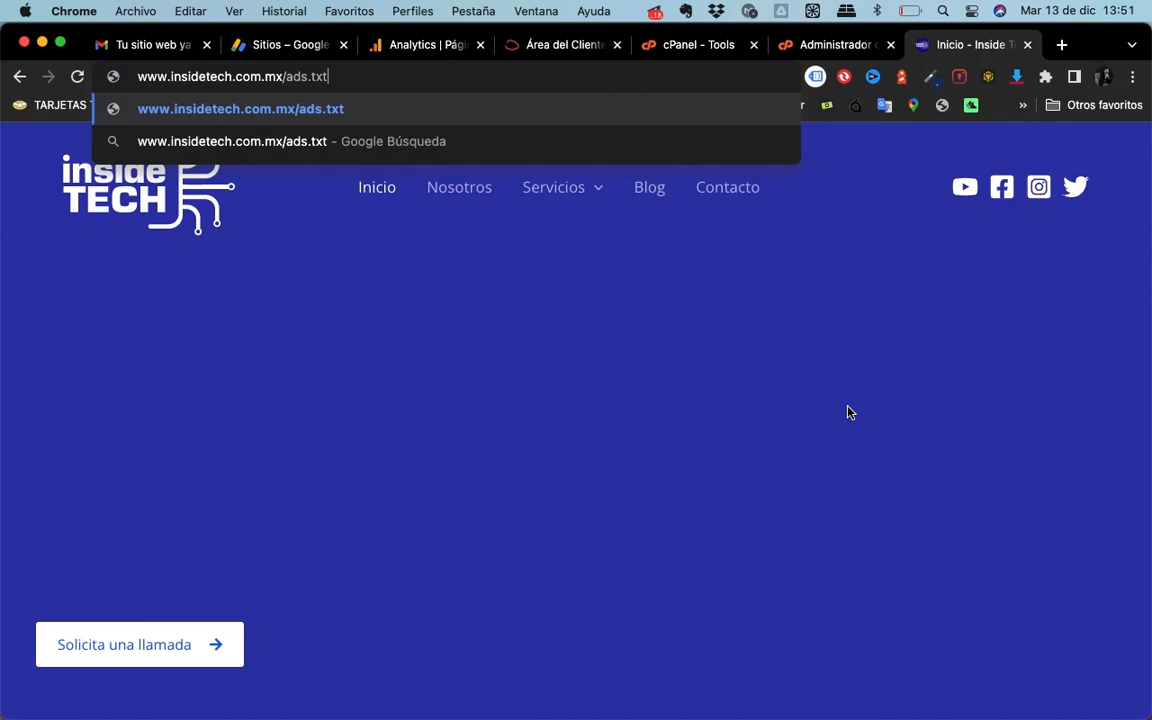 Chrome Archivo Editar Ver Historial Favoritos Perfiles Pestaña Ventana Ayuda 18 Mar 13 de dic 13:51
Tu sitio web ya Sitios – Google Analytics | Pági Área del Cliente cPanel - Tools Administrador Inicio - Inside T
www.insidetech.com.mx/ads.txt
TARJETAS r » Otros favoritos
www.insidetech.com.mx/ads.txt
www.insidetech.com.mx/ads.txt - Google Búsqueda
inside
TECH
Inicio Nosotros Servicios Blog Contacto
Solicita una llamada